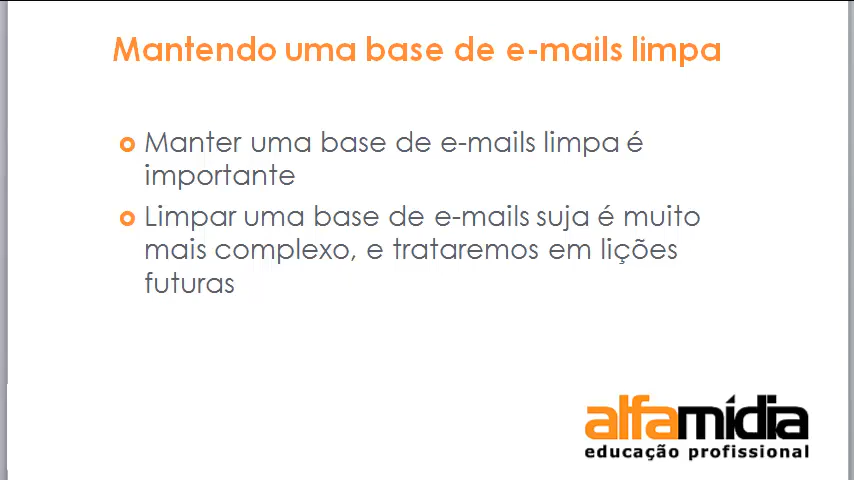 Mantendo uma base de e-mails limpa
Manter uma base de e-mails limpa é
importante
Limpar uma base de e-mails suja é muito
mais complexo, e trataremos em lições
futuras
alfamídia
educação profissional